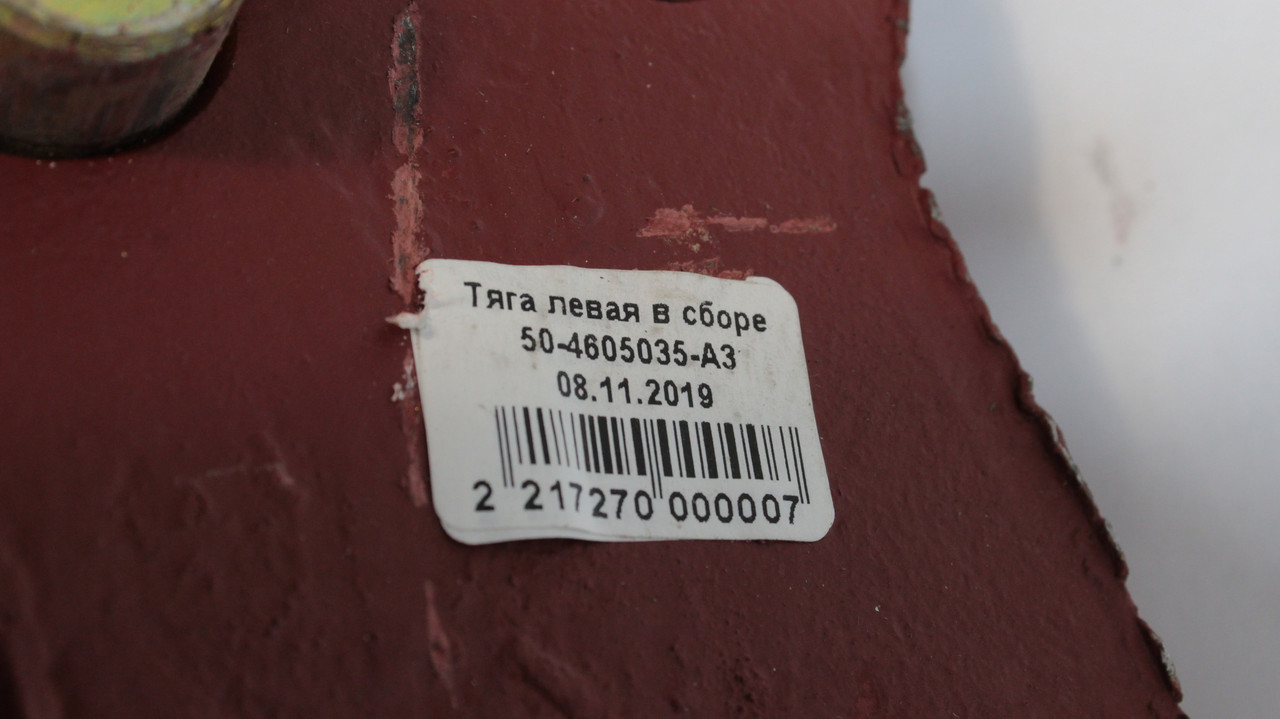 Тяга левая в сборе
50-4605035-А3
08.11.2019
2 217270 000007